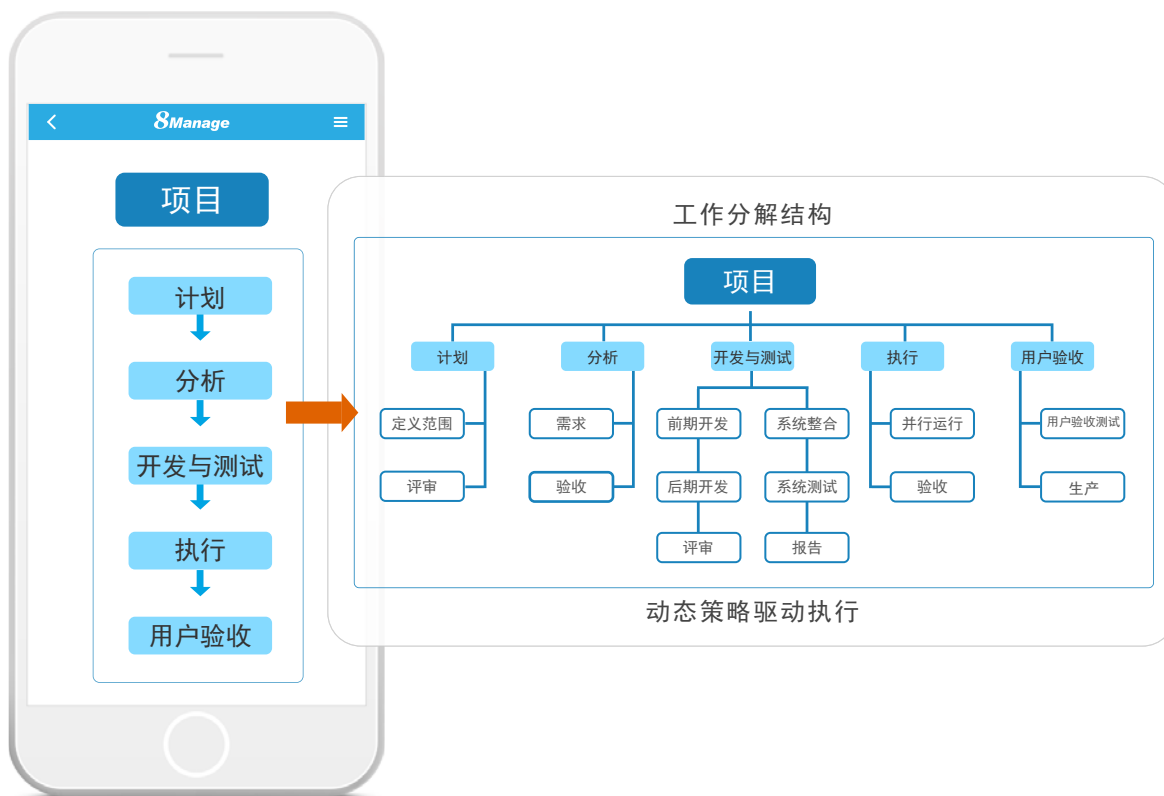 8Manage
项目
计划
分析
开发与测试
执行
用户验收
工作分解结构
项目
计划 分析 开发与测试 执行 用户验收
定义范围 需求 前期开发 系统整合 并行运行 用户验收测试
评审 验收 后期开发 系统测试 验收 生产
评审 报告
动态策略驱动执行